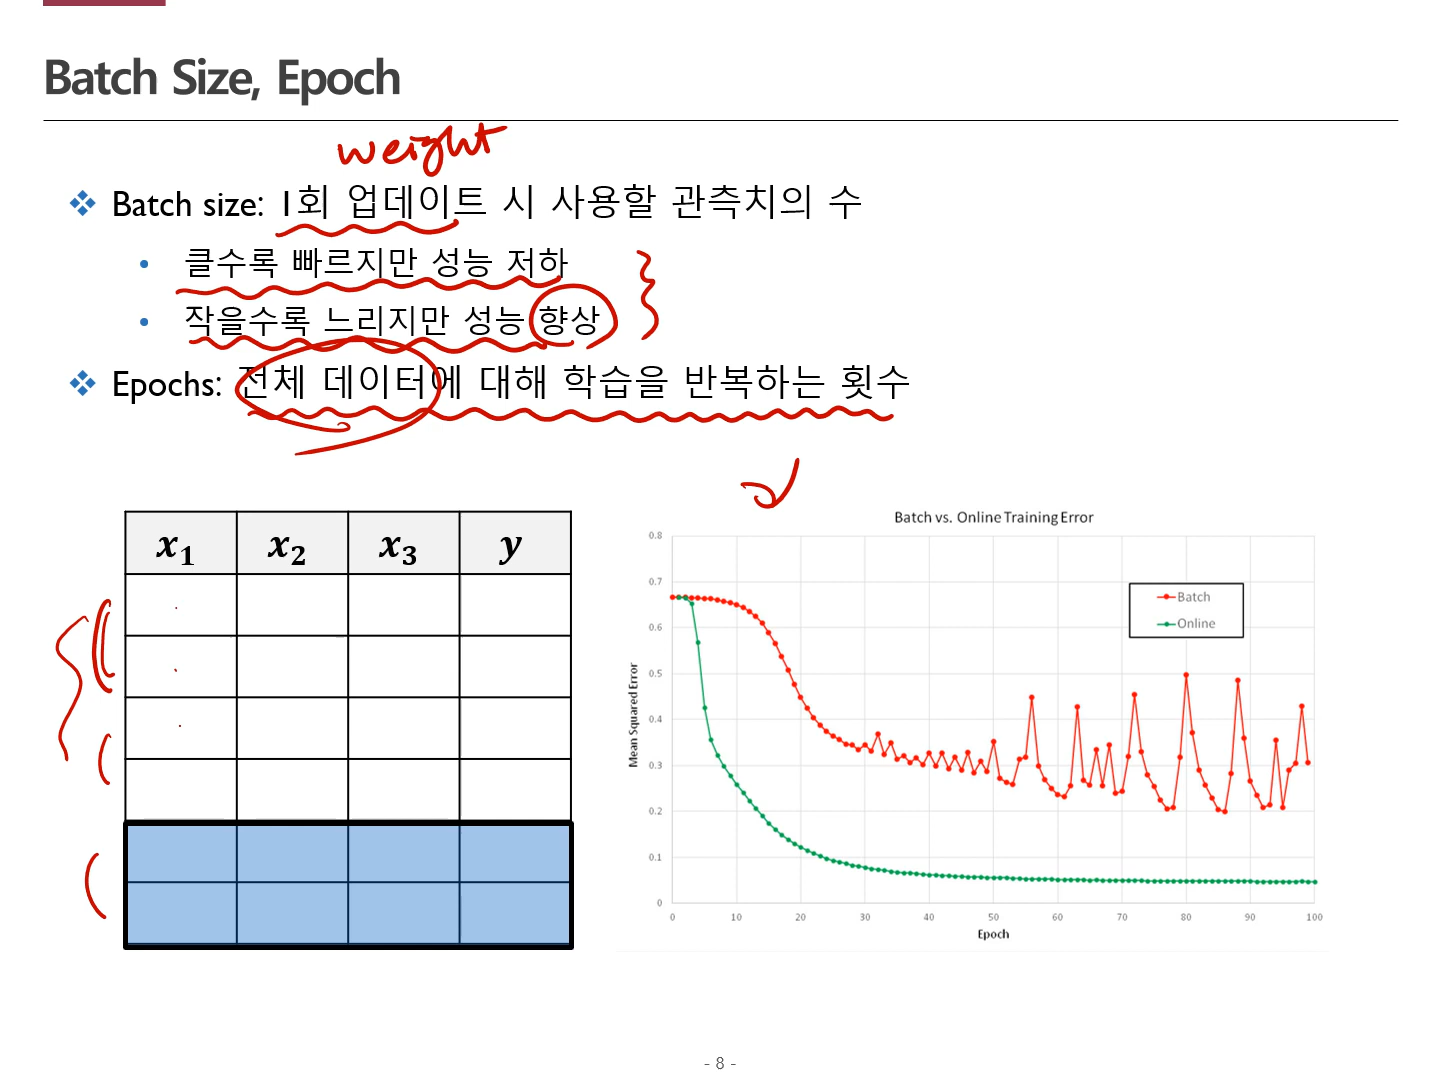 Batch Size, Epoch
weight
Batch size: 1회 업데이트 시 사용할 관측치의 수
클수록 빠르지만 성능 저하
작을수록 느리지만 성능 향상
Epochs: 전체 데이터에 대해 학습을 반복하는 횟수
x₁ x₂ x₃ y
Batch vs. Online Training Error
0.8
0.7
0.6
0.5
0.4
0.3
0.2
0.1
0
Mean Squared Error
Batch
Online
0 10 20 30 40 50 60 70 80 90 100
Epoch
- 8 -